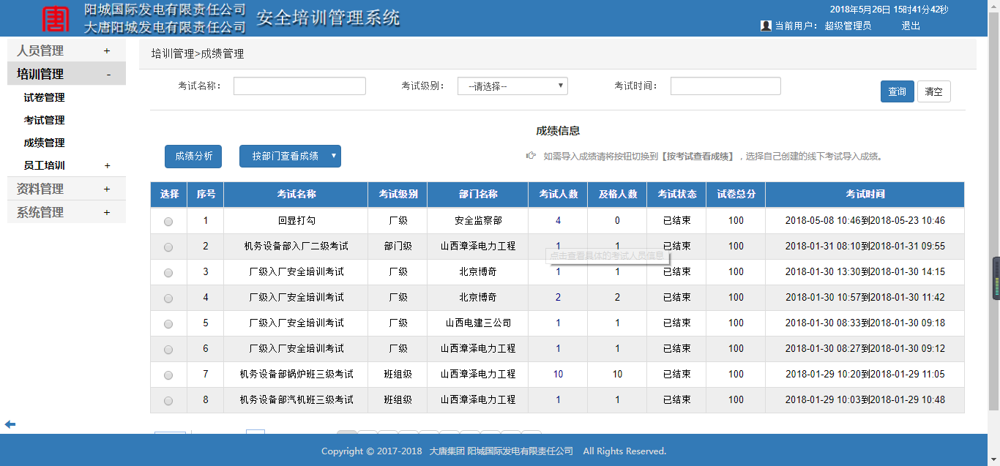 唐
阳城国际发电有限责任公司
大唐阳城发电有限责任公司
安全培训管理系统
2018年5月26日 15时41分42秒
当前用户： 超级管理员 退出
人员管理 +
培训管理 -
试卷管理
考试管理
成绩管理
员工培训 +
资料管理 +
系统管理 +
培训管理>成绩管理
考试名称： 考试级别： --请选择-- 考试时间： 查询 清空
成绩信息
成绩分析 按部门查看成绩 如需导入成绩请将按钮切换到【按考试查看成绩】，选择自己创建的线下考试导入成绩。
选择 序号 考试名称 考试级别 部门名称 考试人数 及格人数 考试状态 试卷总分 考试时间
1 回显打勾 厂级 安全监察部 4 0 已结束 100 2018-05-08 10:46到2018-05-23 10:46
2 机务设备部入厂二级考试 部门级 山西漳泽电力工程 1 1 已结束 100 2018-01-31 08:10到2018-01-31 09:55
点击查看具体的考试人员信息
3 厂级入厂安全培训考试 厂级 北京博奇 1 1 已结束 100 2018-01-30 13:30到2018-01-30 14:15
4 厂级入厂安全培训考试 厂级 北京博奇 2 2 已结束 100 2018-01-30 10:57到2018-01-30 11:42
5 厂级入厂安全培训考试 厂级 山西电建三公司 1 1 已结束 100 2018-01-30 08:33到2018-01-30 09:18
6 厂级入厂安全培训考试 厂级 山西漳泽电力工程 1 1 已结束 100 2018-01-30 08:27到2018-01-30 09:12
7 机务设备部锅炉班三级考试 班组级 山西漳泽电力工程 10 10 已结束 100 2018-01-29 10:20到2018-01-29 11:05
8 机务设备部汽机班三级考试 班组级 山西漳泽电力工程 1 1 已结束 100 2018-01-29 10:03到2018-01-29 10:48
Copyright © 2017-2018 大唐集团 阳城国际发电有限责任公司 All Rights Reserved.